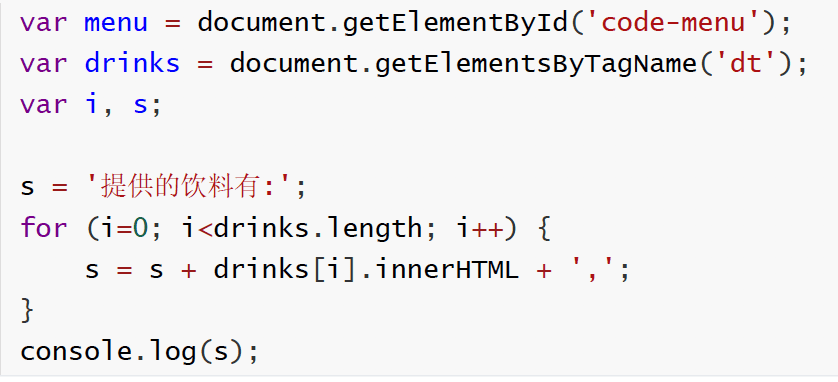 var menu = document.getElementById('code-menu');
var drinks = document.getElementsByTagName('dt');
var i, s;
s = '提供的饮料有:';
for (i=0; i<drinks.length; i++) {
    s = s + drinks[i].innerHTML + ',';
}
console.log(s);